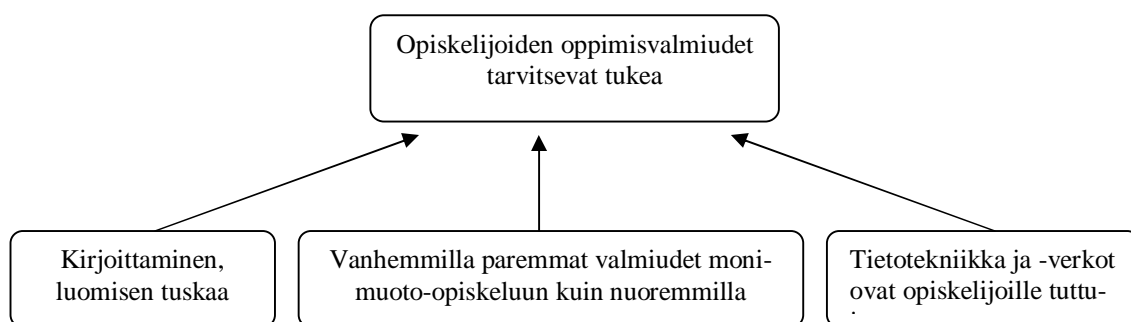 Opiskelijoiden oppimisvalmiudet
tarvitsevat tukea
Kirjoittaminen,
luomisen tuskaa
Vanhemmilla paremmat valmiudet moni-
muoto-opiskeluun kuin nuoremmilla
Tietotekniikka ja -verkot
ovat opiskelijoille tuttu-